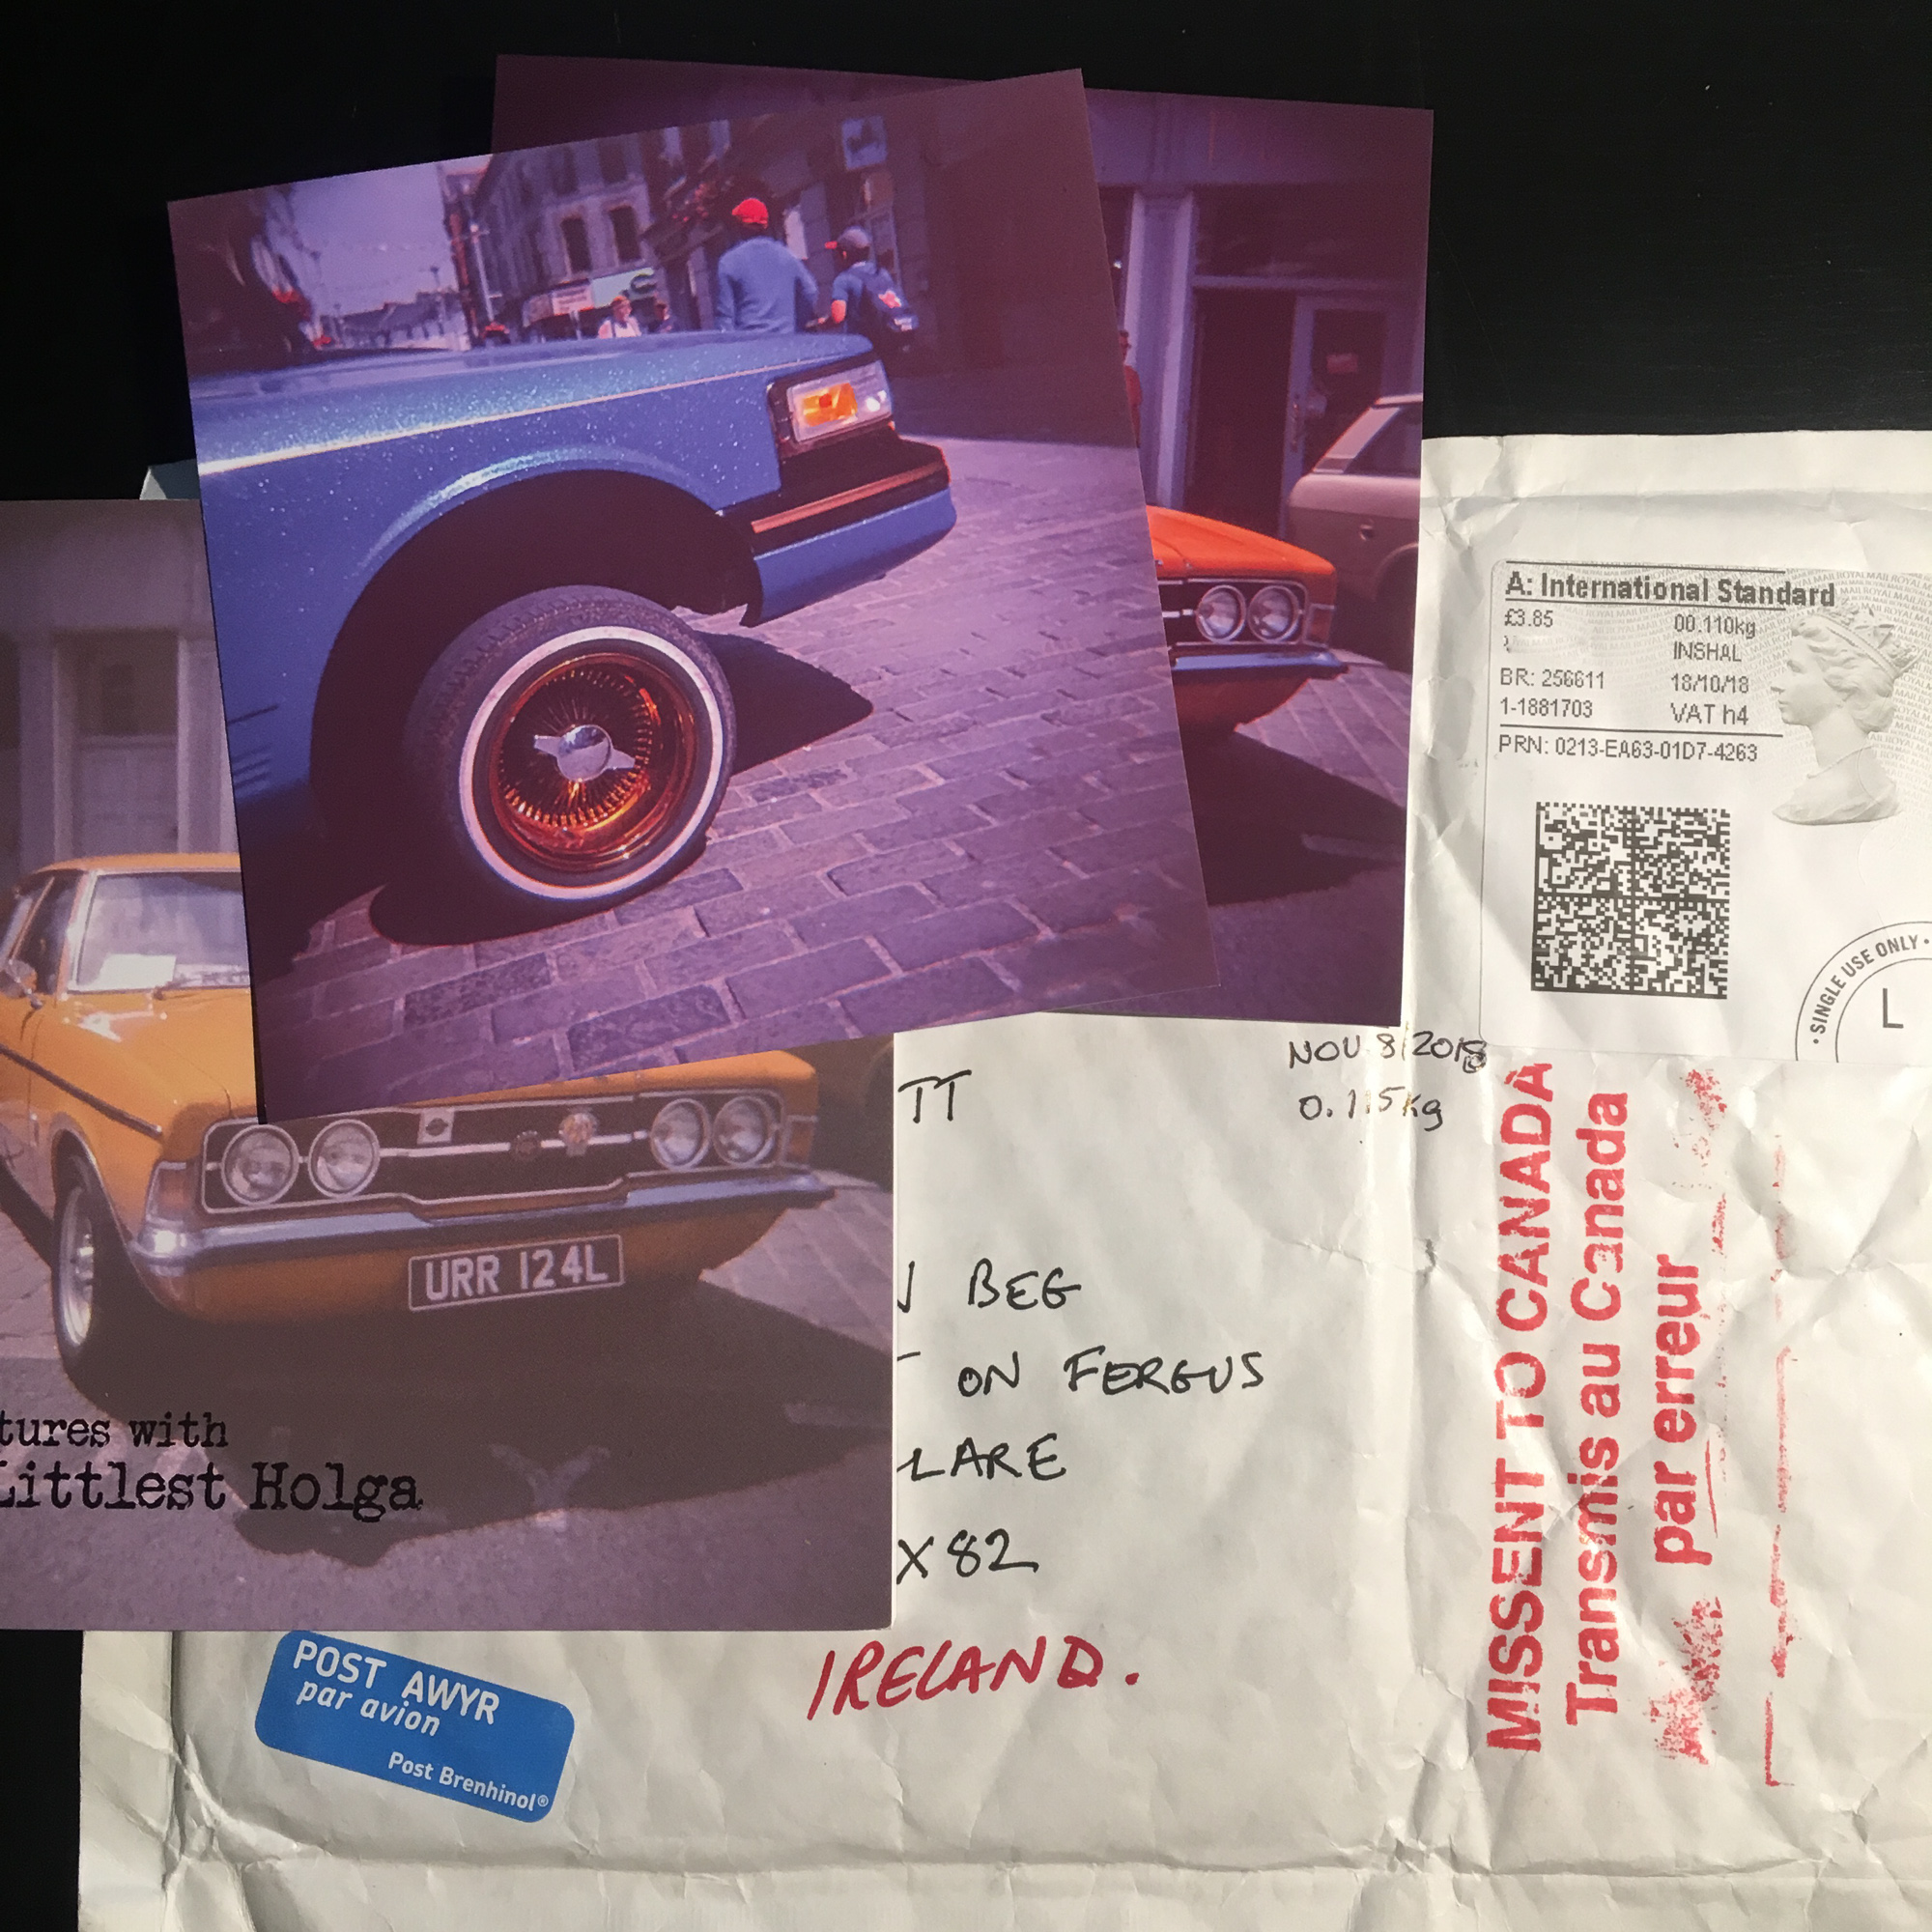 A: International Standard
£3.85 00.110kg
INSHAL
BR: 256611 18/10/18
1-1881703 VAT h4
PRN: 0213-EA63-01D7-4263
• SINGLE USE ONLY •
L
NOV 8/2018
0.115kg
TT
BEG
ON FERGUS
LARE
X82
IRELAND.
MISSENT TO CANADA
Transmis au Canada
par erreur
URR 124L
tures with
Littlest Holga
POST AWYR
par avion
Post Brenhinol®